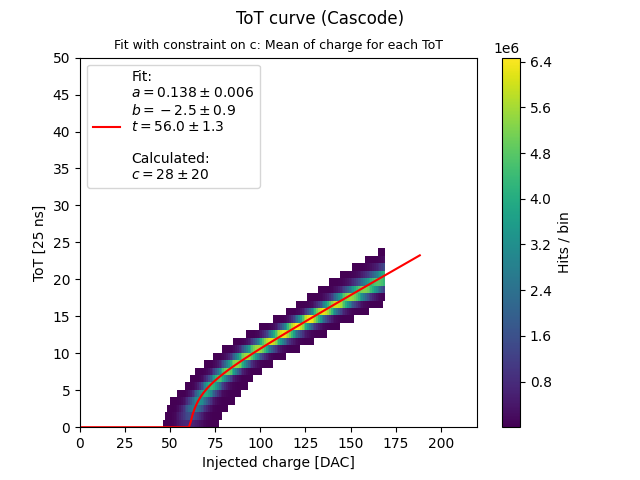 ToT curve (Cascode)
Fit with constraint on c: Mean of charge for each ToT
Fit:
a = 0.138 ± 0.006
b = −2.5 ± 0.9
t = 56.0 ± 1.3
Calculated:
c = 28 ± 20
ToT [25 ns]
50
45
40
35
30
25
20
15
10
5
0
0 25 50 75 100 125 150 175 200
Injected charge [DAC]
1e6
6.4
5.6
4.8
4.0
3.2
2.4
1.6
0.8
Hits / bin